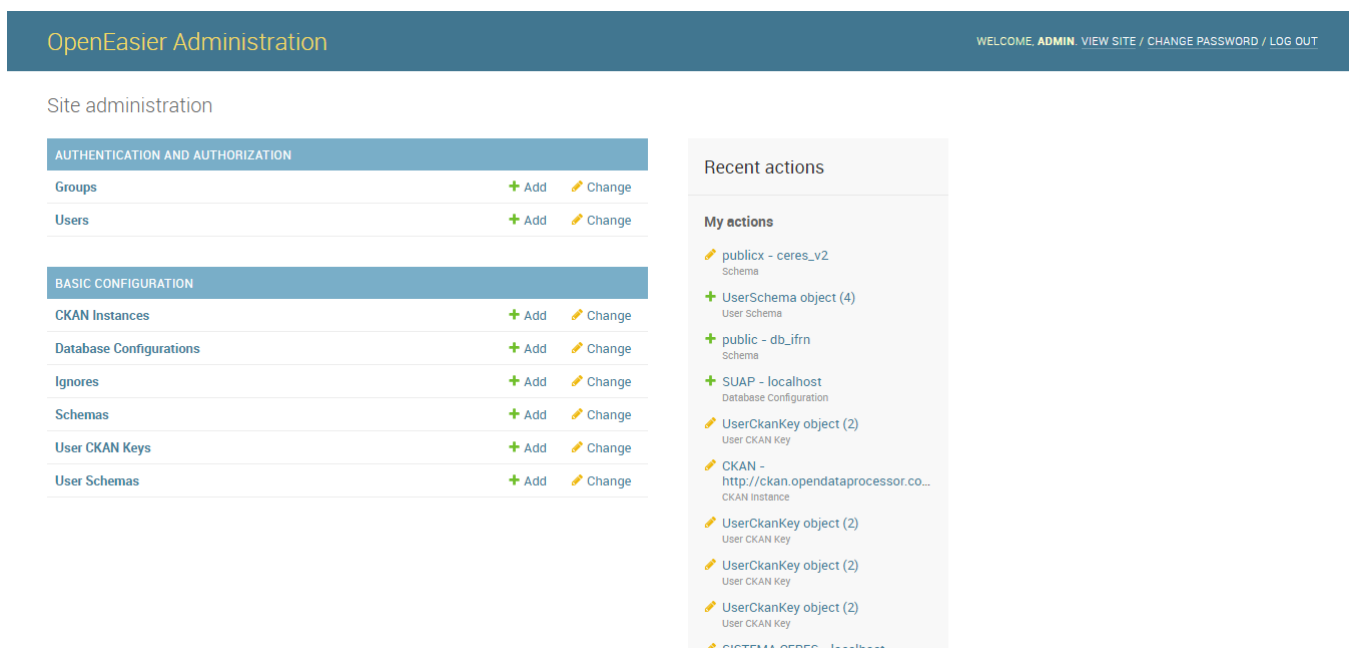 OpenEasier Administration
WELCOME, ADMIN. VIEW SITE / CHANGE PASSWORD / LOG OUT
Site administration
AUTHENTICATION AND AUTHORIZATION
Groups Add Change
Users Add Change
BASIC CONFIGURATION
CKAN Instances Add Change
Database Configurations Add Change
Ignores Add Change
Schemas Add Change
User CKAN Keys Add Change
User Schemas Add Change
Recent actions
My actions
publicx - ceres_v2
Schema
UserSchema object (4)
User Schema
public - db_ifrn
Schema
SUAP - localhost
Database Configuration
UserCkanKey object (2)
User CKAN Key
CKAN -
http://ckan.opendataprocessor.co...
CKAN Instance
UserCkanKey object (2)
User CKAN Key
UserCkanKey object (2)
User CKAN Key
UserCkanKey object (2)
User CKAN Key
SISTEMA CERES - localhost